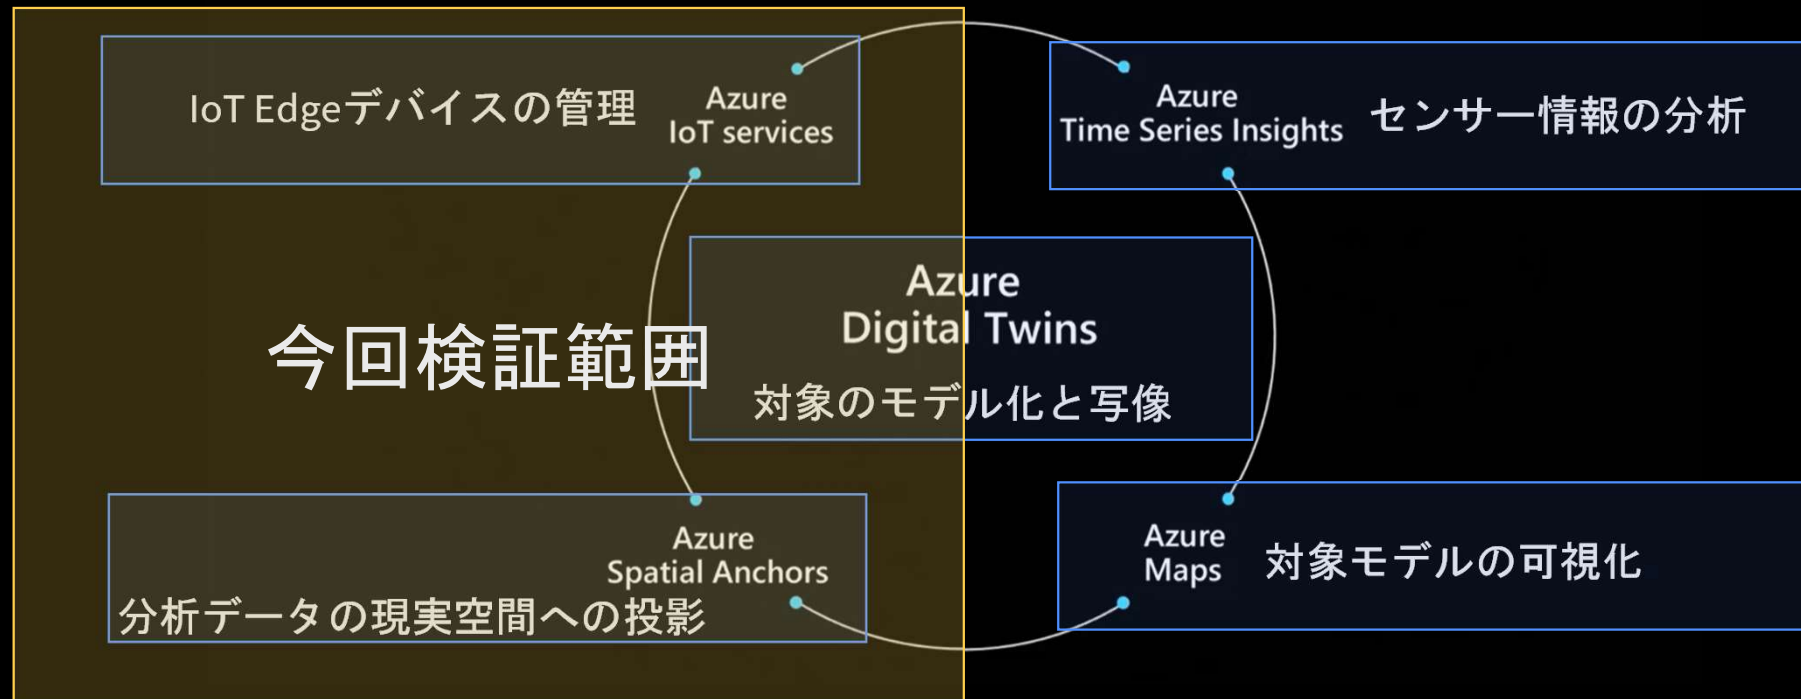 IoT Edgeデバイスの管理
Azure
IoT services
Azure
Time Series Insights
センサー情報の分析
今回検証範囲
Azure
Digital Twins
対象のモデル化と写像
Azure
Spatial Anchors
分析データの現実空間への投影
Azure
Maps
対象モデルの可視化